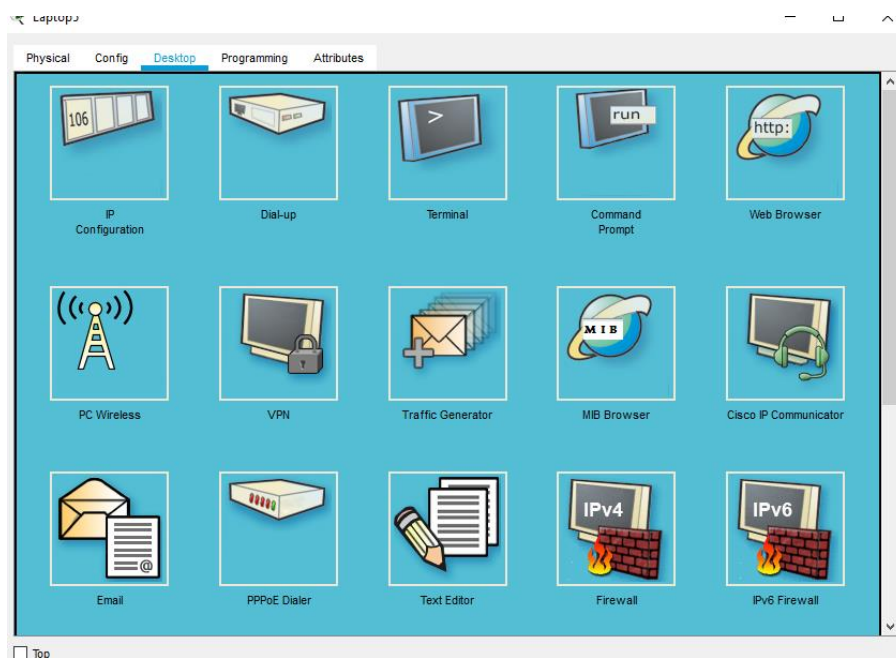 Laptop5
Physical Config Desktop Programming Attributes
106
>
run
http:
IP
Configuration
Dial-up
Terminal
Command
Prompt
Web Browser
MIB
PC Wireless
VPN
Traffic Generator
MIB Browser
Cisco IP Communicator
@
IPv4
IPv6
Email
PPPoE Dialer
Text Editor
Firewall
IPv6 Firewall
Top